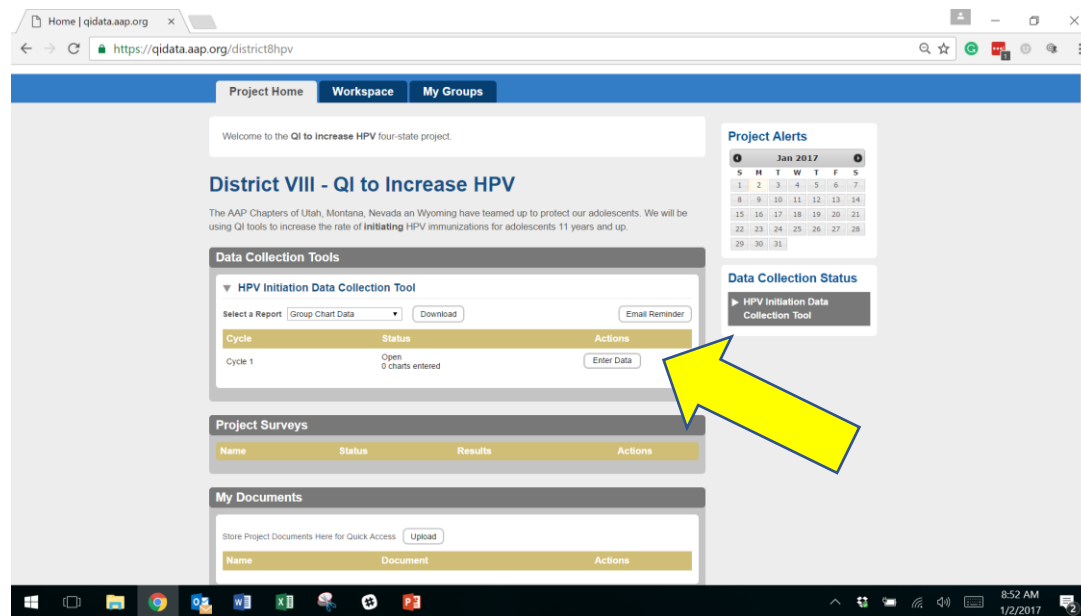 Home | qidata.aap.org
https://qidata.aap.org/district8hpv
Project Home Workspace My Groups
Welcome to the QI to increase HPV four-state project.
District VIII - QI to Increase HPV
The AAP Chapters of Utah, Montana, Nevada an Wyoming have teamed up to protect our adolescents. We will be
using QI tools to increase the rate of initiating HPV immunizations for adolescents 11 years and up.
Data Collection Tools
HPV Initiation Data Collection Tool
Select a Report Group Chart Data Download Email Reminder
Cycle Status Actions
Cycle 1 Open Enter Data
0 charts entered
Project Surveys
Name Status Results Actions
My Documents
Store Project Documents Here for Quick Access Upload
Name Document Actions
Project Alerts
Jan 2017
S M T W T F S
1 2 3 4 5 6 7
8 9 10 11 12 13 14
15 16 17 18 19 20 21
22 23 24 25 26 27 28
29 30 31
Data Collection Status
HPV Initiation Data
Collection Tool
8:52 AM
1/2/2017